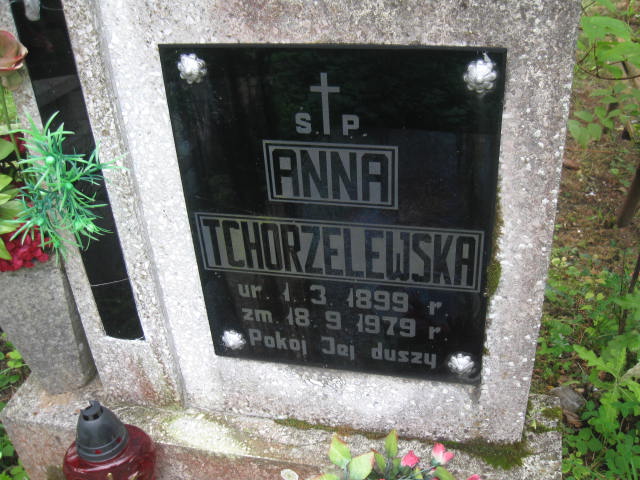 S P
ANNA
TCHORZELEWSKA
ur. 1. 3. 1899 r
zm. 18. 9. 1979 r
Pokój Jej duszy